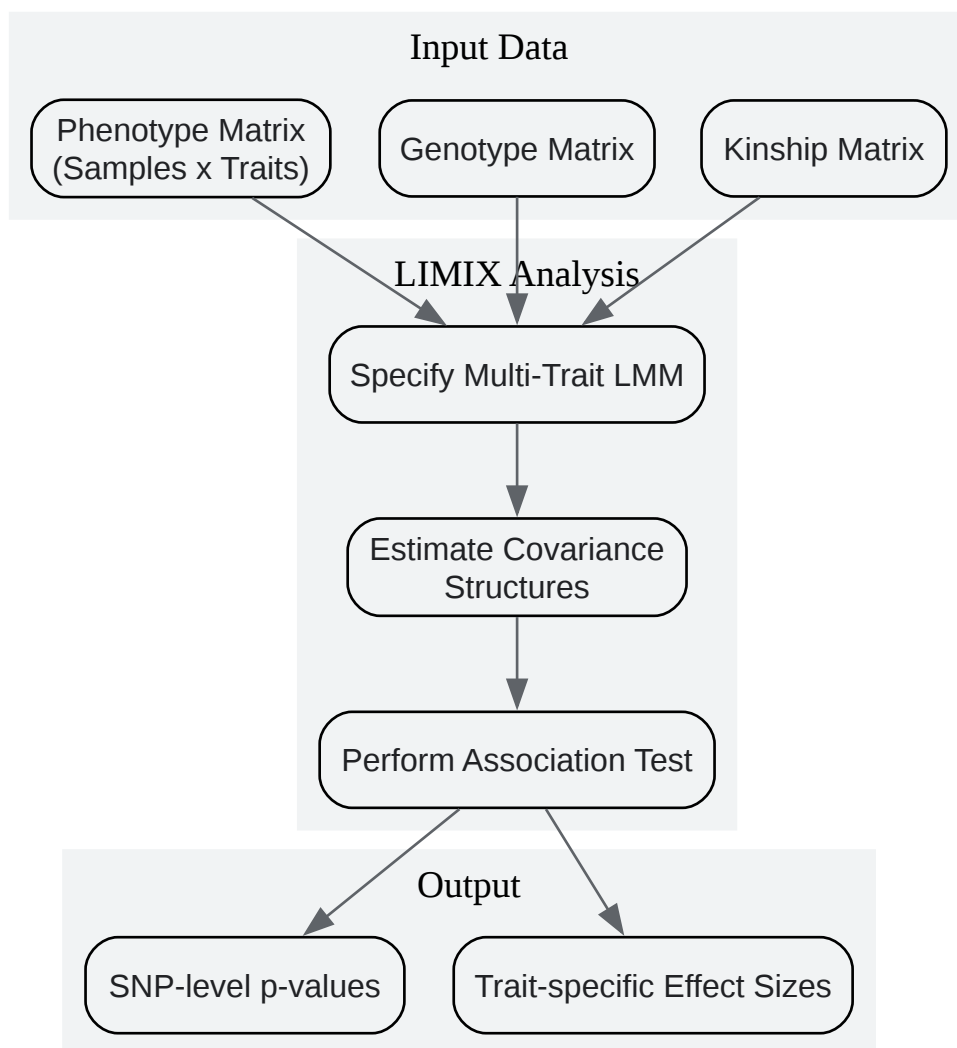 Input Data
Phenotype Matrix
(Samples x Traits)
Genotype Matrix
Kinship Matrix
LIMIX Analysis
Specify Multi-Trait LMM
Estimate Covariance
Structures
Perform Association Test
Output
SNP-level p-values
Trait-specific Effect Sizes